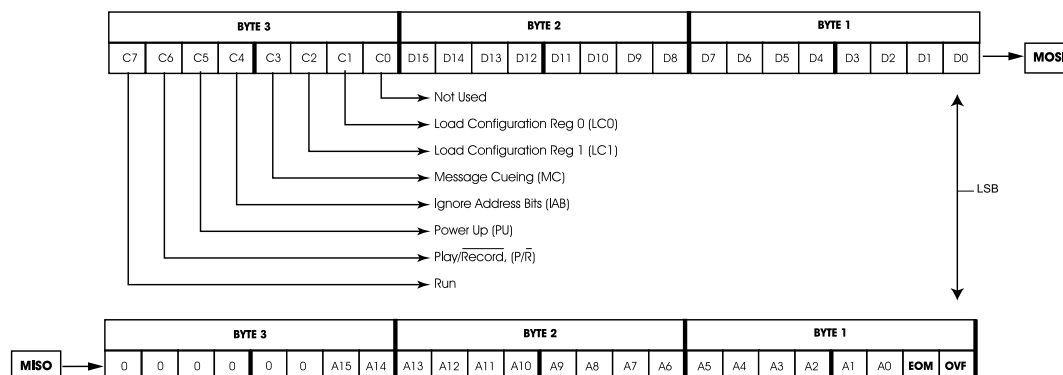 BYTE 3 BYTE 2 BYTE 1
C7 C6 C5 C4 C3 C2 C1 C0 D15 D14 D13 D12 D11 D10 D9 D8 D7 D6 D5 D4 D3 D2 D1 D0 MOSI
Not Used
Load Configuration Reg 0 (LC0)
Load Configuration Reg 1 (LC1)
Message Cueing (MC)
Ignore Address Bits (IAB)
LSB
Power Up (PU)
Play/Record, (P/R)
Run
BYTE 3 BYTE 2 BYTE 1
MISO 0 0 0 0 0 0 A15 A14 A13 A12 A11 A10 A9 A8 A7 A6 A5 A4 A3 A2 A1 A0 EOM OVF